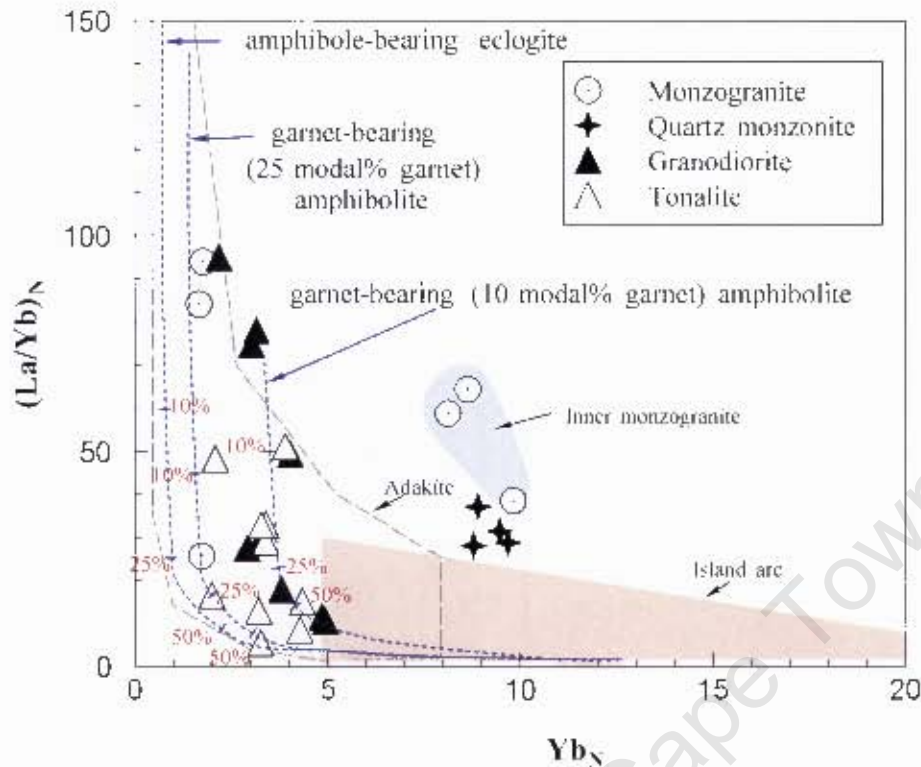 150
100
50
0
0
5
10
15
20
(La/Yb)N
YbN
amphibole-bearing eclogite
garnet-bearing
(25 modal% garnet)
amphibolite
garnet-bearing (10 modal% garnet) amphibolite
Monzogranite
Quartz monzonite
Granodiorite
Tonalite
Inner monzogranite
Adakite
Island arc
10%
10%
10%
25%
25%
25%
50%
50%
50%
Cape Town